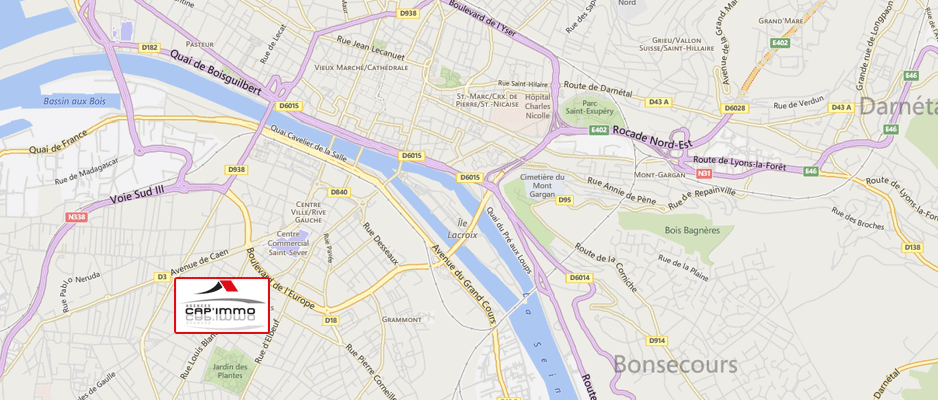 D938
Boulevard de l'Yser
Rue des Sap
Nord
GRAND MARE
E402
Avenue de la Grand Mare
Grande rue de Longpaon
E46
D182
PASTEUR
Rue de Lecat
Rue Jean Lecanuet
GRIEU/VALLON
SUISSE/SAINT-HILAIRE
Quai de Boisguilbert
VIEUX MARCHÉ/CATHÉDRALE
Rue Saint-Hilaire
Route de Darnétal
Bassin aux Bois
D6015
ST.-MARC/CRX. DE
PIERRE/ST.-NICAISE
Hôpital
Charles
Nicolle
Parc
Saint-Exupéry
D43 A
D6028
Rue de Verdun
D43 A
Darnétal
Quai de France
Quai Cavelier de la Salle
E402
Rocade Nord-Est
Rue de Madagascar
D938
D6015
D6015
Cimetière du
Mont
Gargan
MONT-GARGAN
N31
Route de Lyons-la-Forêt
E46
Route de Lyons-la-Fo
Voie Sud III
N338
D840
CENTRE
VILLE/RIVE
GAUCHE
D95
Rue Annie de Pène
Rue de Repainville
Rue des Broches
Île
Lacroix
Quai du Pré aux Loups
Bois Bagnères
D138
Centre
Commercial
Saint-Sever
Rue Parée
Rue Desseaux
Avenue de Caen
Route de la Corniche
Rue de la Plaine
D3
Rue Pablo Neruda
Boulevard de l'Europe
Avenue du Grand Cours
D6014
AGENCES
CAP'IMMO
D18
GRAMMONT
La Sein
D914
Rue Louis Blanc
Rue d'Elbeuf
Rue Pierre Corneille
Jardin des
Plantes
Bonsecours
de Gaulle
Route
Darnétal